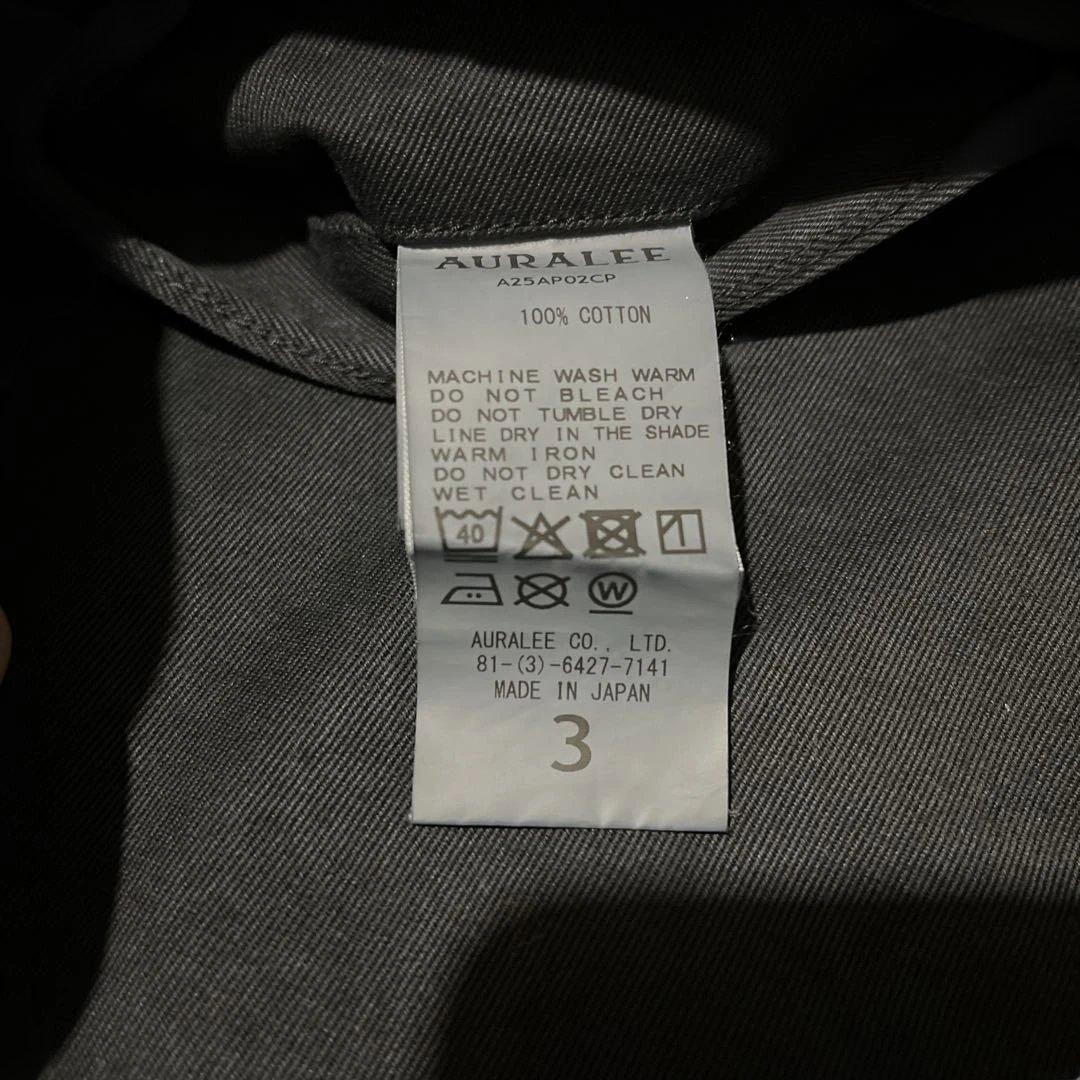 AURALEE
A25AP02CP
100% COTTON
MACHINE WASH WARM
DO NOT BLEACH
DO NOT TUMBLE DRY
LINE DRY IN THE SHADE
WARM IRON
DO NOT DRY CLEAN
WET CLEAN
40
W
AURALEE CO., LTD.
81-(3)-6427-7141
MADE IN JAPAN
3